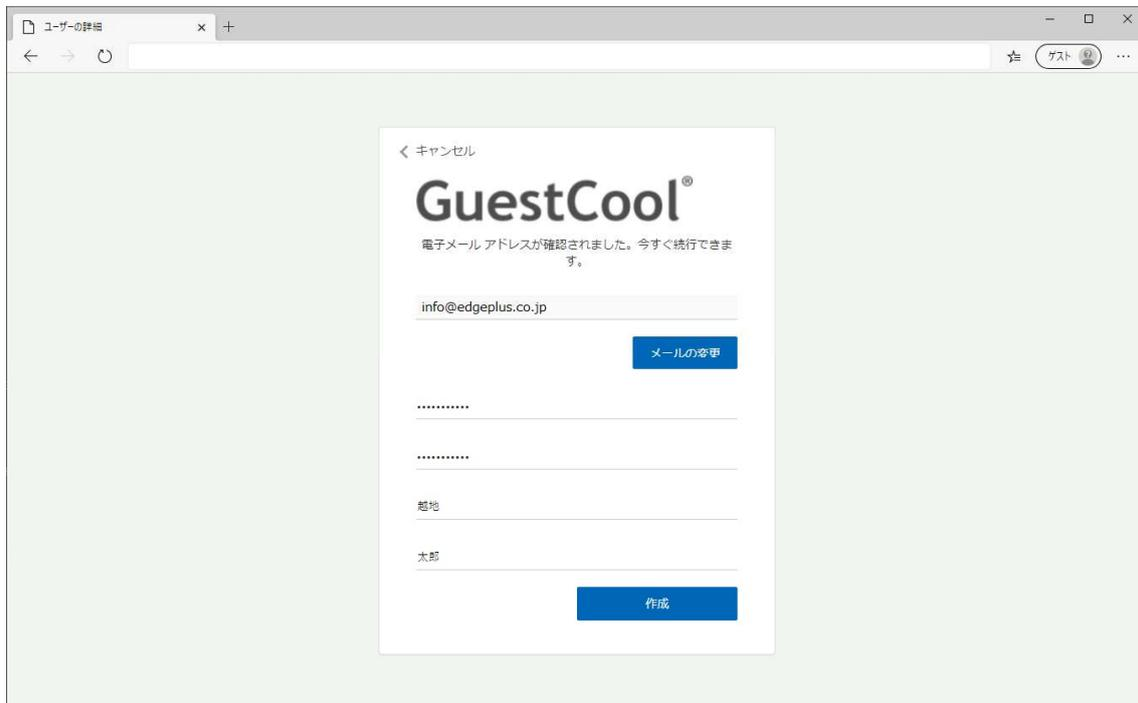 ユーザーの詳細
ゲスト
キャンセル
GuestCool®
電子メール アドレスが確認されました。今すぐ続行できま
す。
info@edgeplus.co.jp
メールの変更
•••••••••••
•••••••••••
越地
太郎
作成